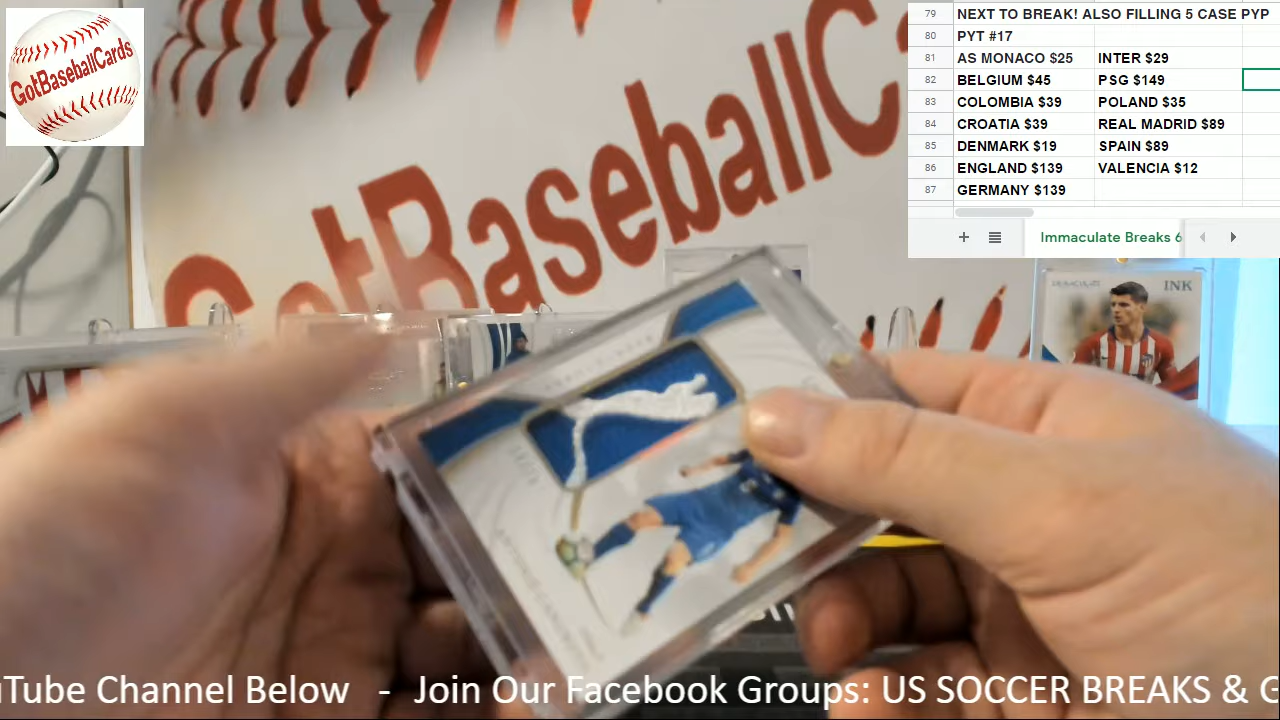 GotBaseballCards
79 NEXT TO BREAK! ALSO FILLING 5 CASE PYP
80 PYT #17
81 AS MONACO $25 INTER $29
82 BELGIUM $45 PSG $149
83 COLOMBIA $39 POLAND $35
84 CROATIA $39 REAL MADRID $89
85 DENMARK $19 SPAIN $89
86 ENGLAND $139 VALENCIA $12
87 GERMANY $139
Immaculate Breaks 6
GotBaseballC
IMMACULATE INK
uTube Channel Below - Join Our Facebook Groups: US SOCCER BREAKS & G